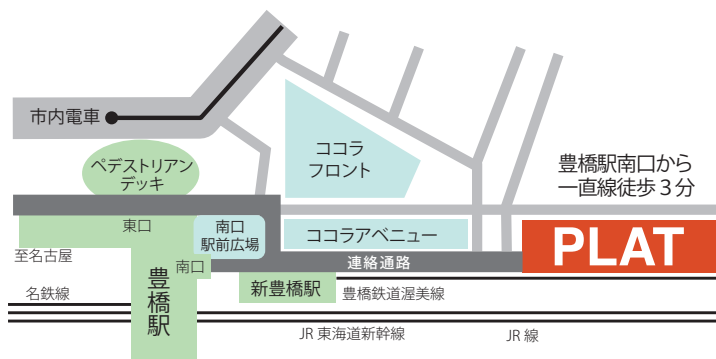 市内電車
ペデストリアン
デッキ
ココラ
フロント
豊橋駅南口から
一直線徒歩3分
東口
南口
駅前広場
ココラアベニュー
PLAT
至名古屋
南口
連絡通路
豊橋駅
新豊橋駅
名鉄線
豊橋鉄道渥美線
JR東海道新幹線
JR線